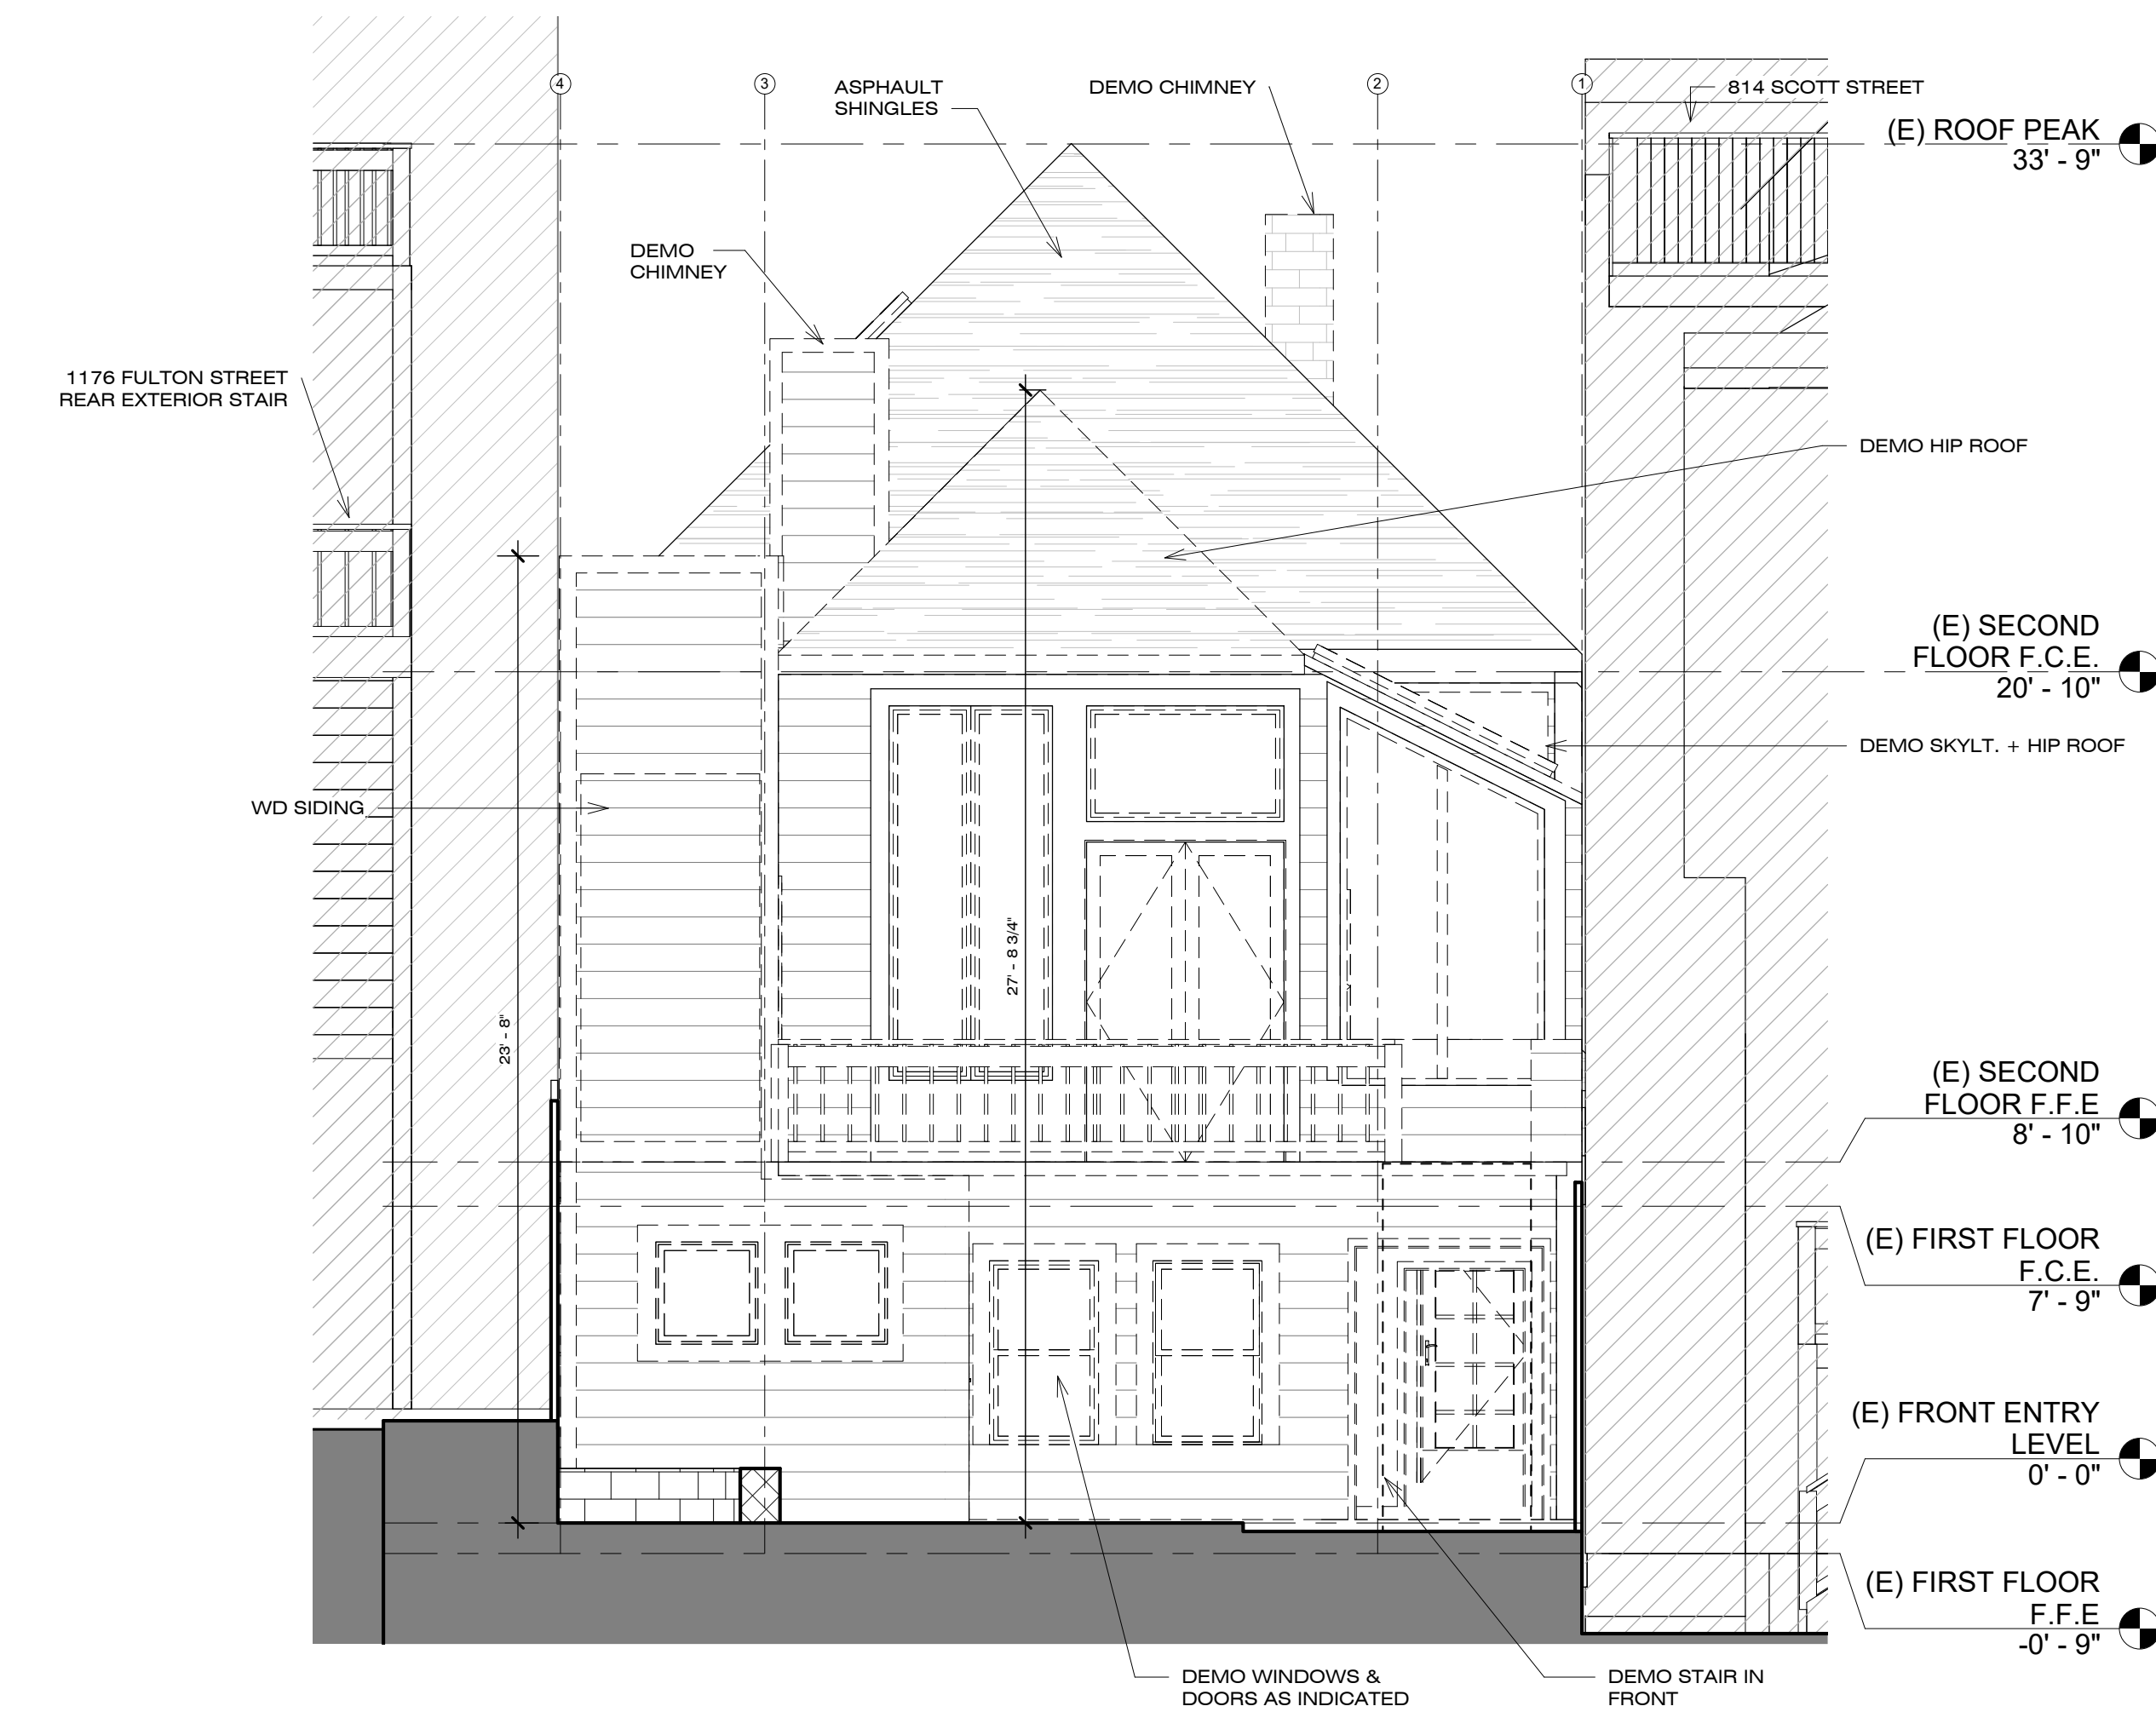 4
3
2
1
ASPHAULT
SHINGLES
DEMO CHIMNEY
814 SCOTT STREET
(E) ROOF PEAK
33' - 9"
DEMO
CHIMNEY
1176 FULTON STREET
REAR EXTERIOR STAIR
DEMO HIP ROOF
(E) SECOND
FLOOR F.C.E.
20' - 10"
DEMO SKYLT. + HIP ROOF
WD SIDING
27' - 8 3/4"
23' - 8"
(E) SECOND
FLOOR F.F.E
8' - 10"
(E) FIRST FLOOR
F.C.E.
7' - 9"
(E) FRONT ENTRY
LEVEL
0' - 0"
(E) FIRST FLOOR
F.F.E
-0' - 9"
DEMO WINDOWS &
DOORS AS INDICATED
DEMO STAIR IN
FRONT